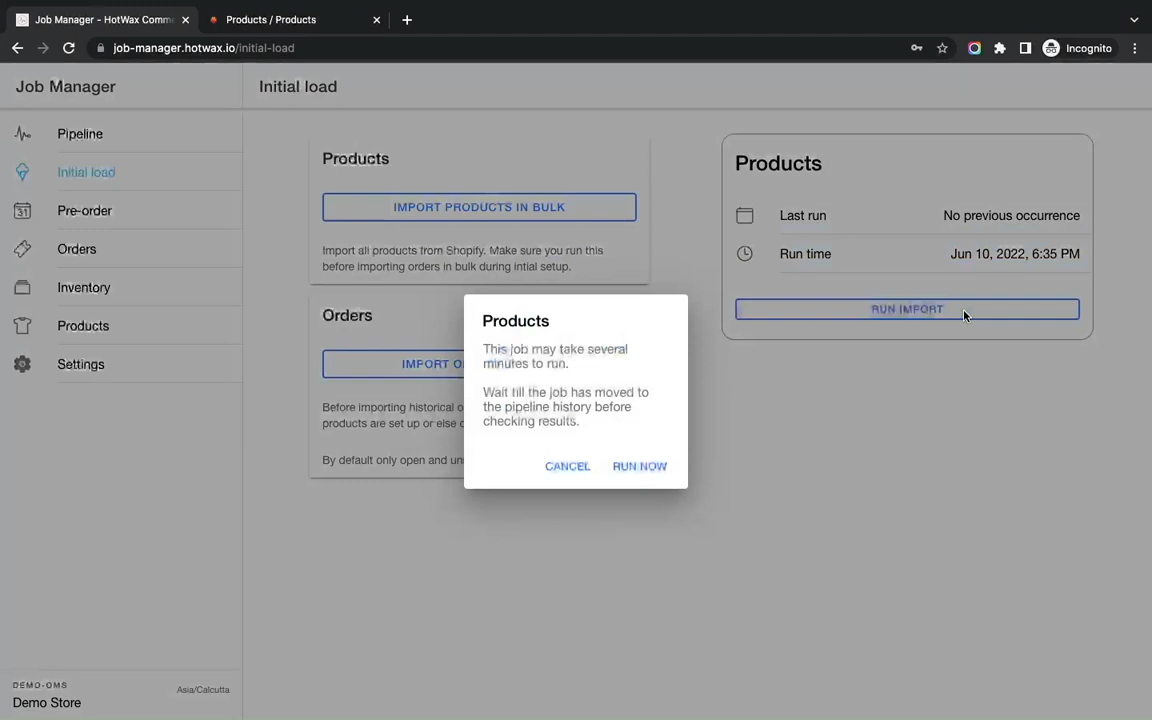 Job Manager - HotWax Comme
Products / Products
job-manager.hotwax.io/initial-load
Incognito
Job Manager
Initial load
Pipeline
Initial load
Pre-order
31
Orders
Inventory
Products
Settings
DEMO-OMS
Demo Store
Asia/Calcutta
Products
IMPORT PRODUCTS IN BULK
Import all products from Shopify. Make sure you run this
before importing orders in bulk during intial setup.
Orders
IMPORT O
Before importing historical o
products are set up or else
By default only open and un
Products
Last run
No previous occurrence
Run time
Jun 10, 2022, 6:35 PM
RUN IMPORT
Products
This job may take several
minutes to run.
Wait till the job has moved to
the pipeline history before
checking results.
CANCEL
RUN NOW